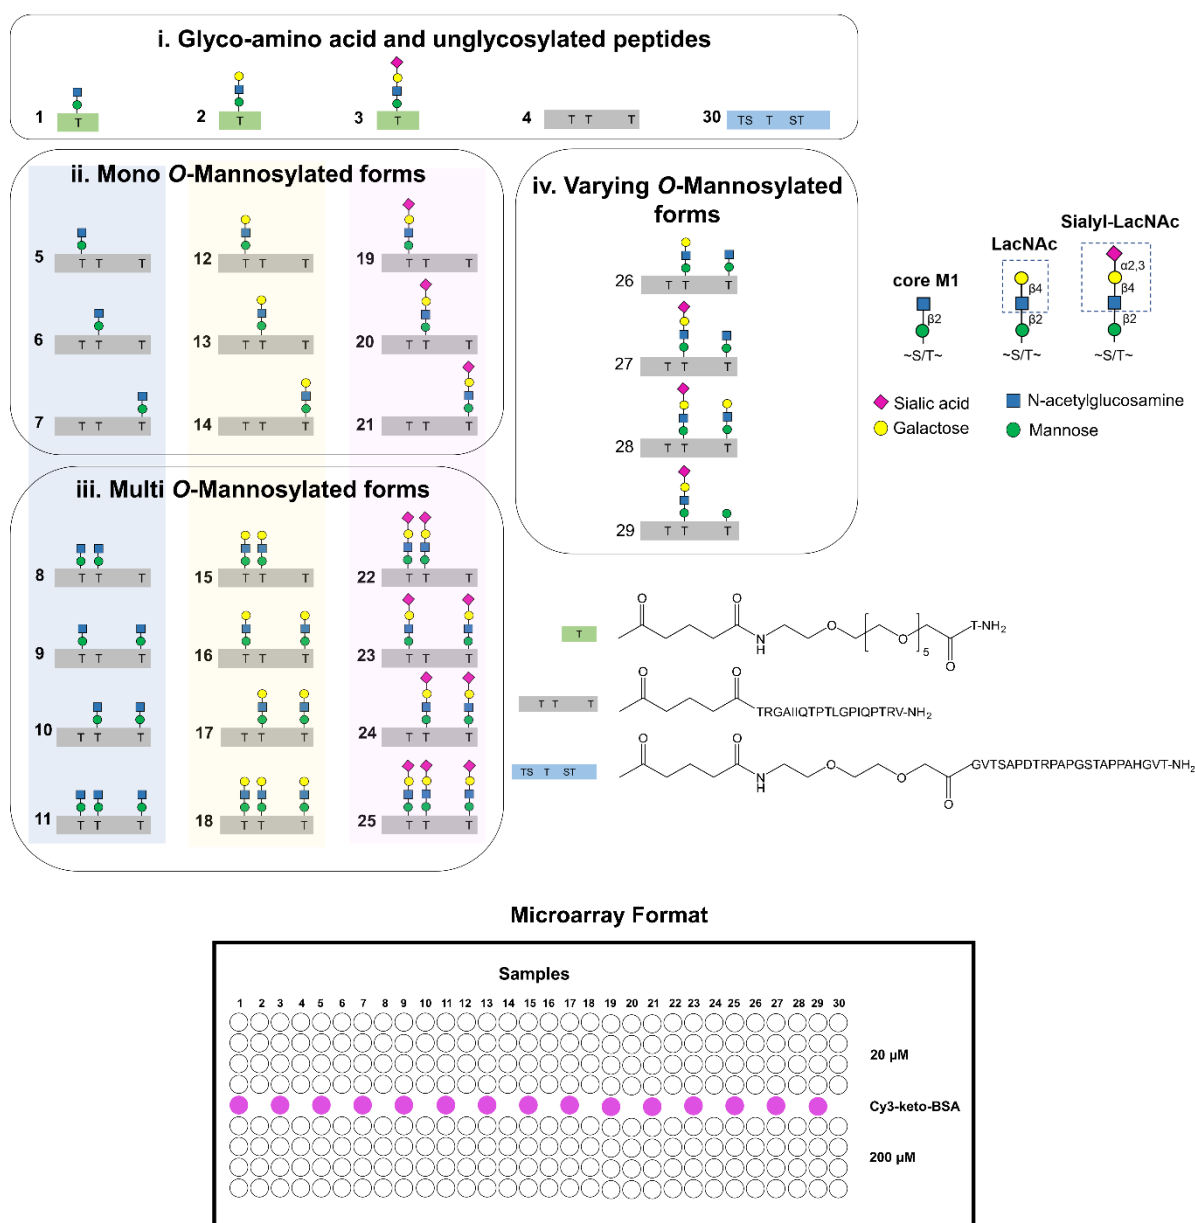 i. Glyco-amino acid and unglycosylated peptides
1 T
2 T
3 T
4 T T T
30 TS T ST
ii. Mono O-Mannosylated forms
5 T T T
12 T T T
19 T T T
6 T T T
13 T T T
20 T T T
7 T T T
14 T T T
21 T T T
iii. Multi O-Mannosylated forms
8 T T T
15 T T T
22 T T T
9 T T T
16 T T T
23 T T T
10 T T T
17 T T T
24 T T T
11 T T T
18 T T T
25 T T T
iv. Varying O-Mannosylated
forms
26 T T T
27 T T T
28 T T T
29 T T T
core M1
β2
~S/T~
LacNAc
β4
β2
~S/T~
Sialyl-LacNAc
α2,3
β4
β2
~S/T~
Sialic acid
N-acetylglucosamine
Galactose
Mannose
T
O O N H O O 5 O T-NH2
T T T
O O TRGAIIQTPTLGPIQPTRV-NH2
TS T ST
O O N H O O O GVTSAPDTRPAPGSTAPPAHGVT-NH2
Microarray Format
Samples
1 2 3 4 5 6 7 8 9 10 11 12 13 14 15 16 17 18 19 20 21 22 23 24 25 26 27 28 29 30
20 µM
Cy3-keto-BSA
200 µM